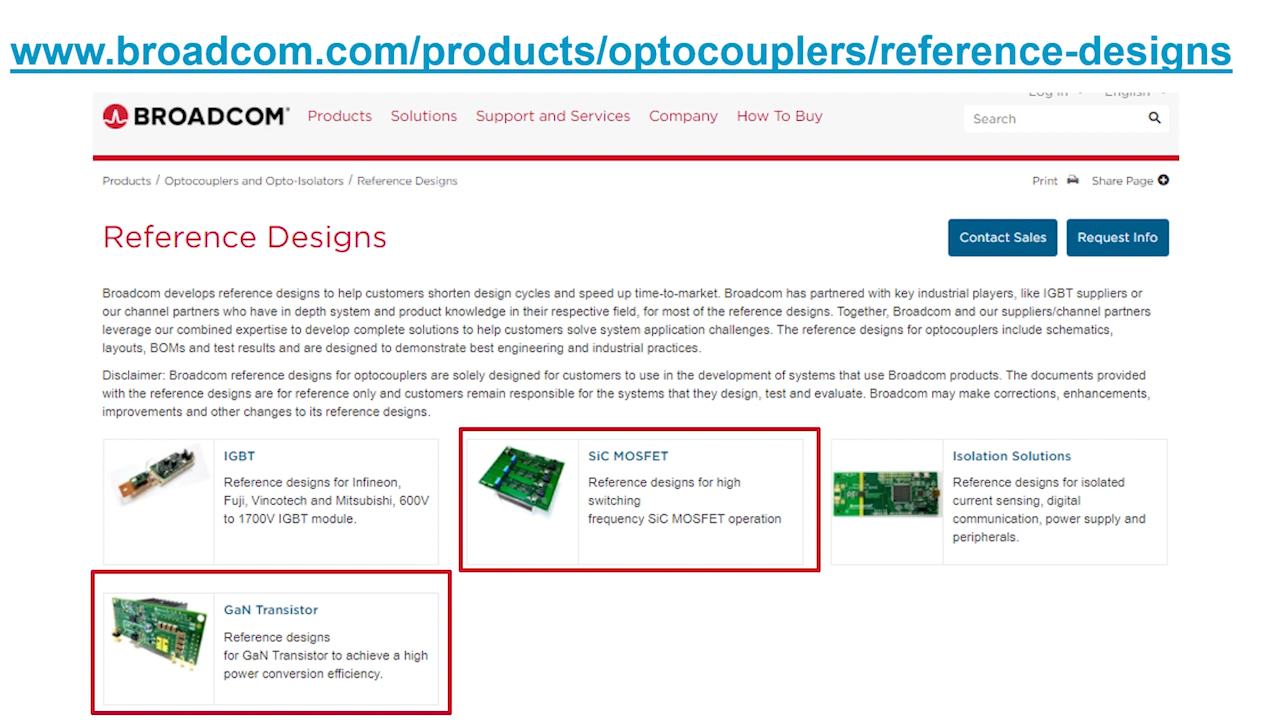 www.broadcom.com/products/optocouplers/reference-designs
Log in English
BROADCOM Products Solutions Support and Services Company How To Buy Search
Products / Optocouplers and Opto-Isolators / Reference Designs Print Share Page
Reference Designs Contact Sales Request Info
Broadcom develops reference designs to help customers shorten design cycles and speed up time-to-market. Broadcom has partnered with key industrial players, like IGBT suppliers or
our channel partners who have in depth system and product knowledge in their respective field, for most of the reference designs. Together, Broadcom and our suppliers/channel partners
leverage our combined expertise to develop complete solutions to help customers solve system application challenges. The reference designs for optocouplers include schematics,
layouts, BOMs and test results and are designed to demonstrate best engineering and industrial practices.
Disclaimer: Broadcom reference designs for optocouplers are solely designed for customers to use in the development of systems that use Broadcom products. The documents provided
with the reference designs are for reference only and customers remain responsible for the systems that they design, test and evaluate. Broadcom may make corrections, enhancements,
improvements and other changes to its reference designs.
IGBT
Reference designs for Infineon,
Fuji, Vincotech and Mitsubishi, 600V
to 1700V IGBT module.
SiC MOSFET
Reference designs for high
switching
frequency SiC MOSFET operation
Isolation Solutions
Reference designs for isolated
current sensing, digital
communication, power supply and
peripherals.
GaN Transistor
Reference designs
for GaN Transistor to achieve a high
power conversion efficiency.